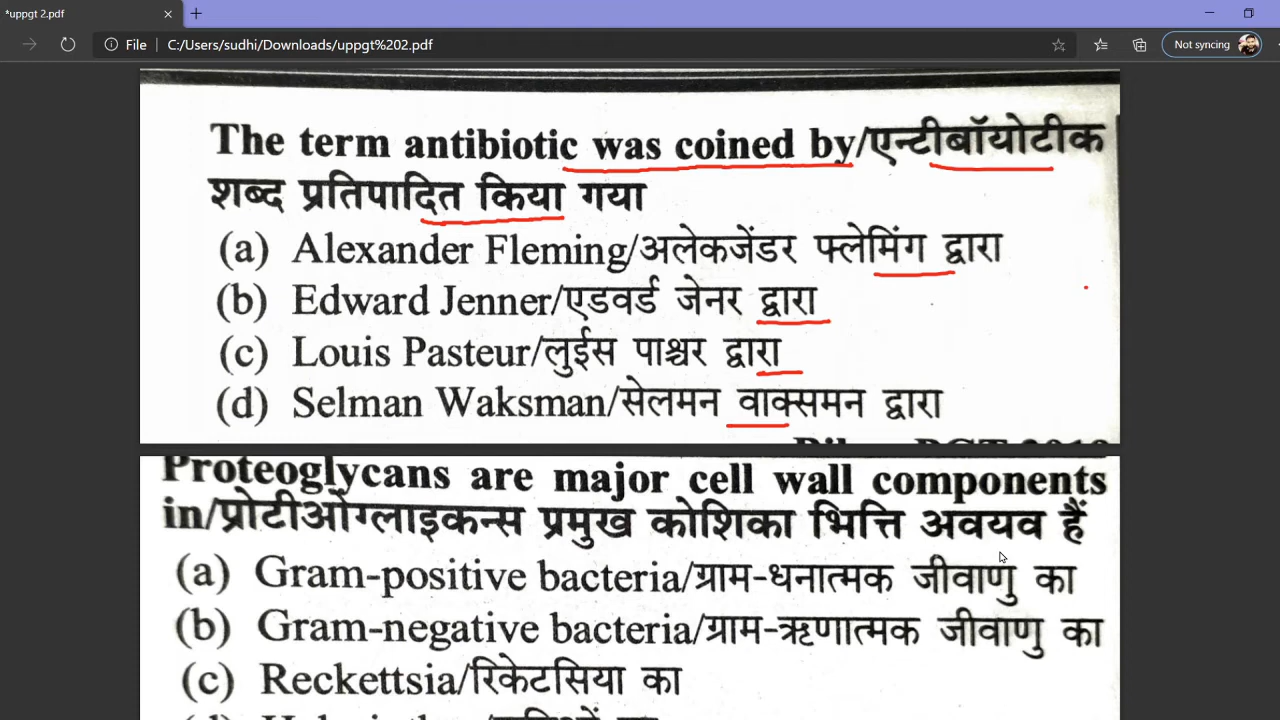 *uppgt 2.pdf
File C:/Users/sudhi/Downloads/uppgt%202.pdf Not syncing
The term antibiotic was coined by/एन्टीबॉयोटीक
शब्द प्रतिपादित किया गया
(a) Alexander Fleming/अलेकजेंडर फ्लेमिंग द्वारा
(b) Edward Jenner/एडवर्ड जेनर द्वारा
(c) Louis Pasteur/लुईस पाश्चर द्वारा
(d) Selman Waksman/सेलमन वाक्समन द्वारा
Proteoglycans are major cell wall components
in/प्रोटीओग्लाइकन्स प्रमुख कोशिका भित्ति अवयव हैं
(a) Gram-positive bacteria/ग्राम-धनात्मक जीवाणु का
(b) Gram-negative bacteria/ग्राम-ऋणात्मक जीवाणु का
(c) Reckettsia/रिकेटसिया का